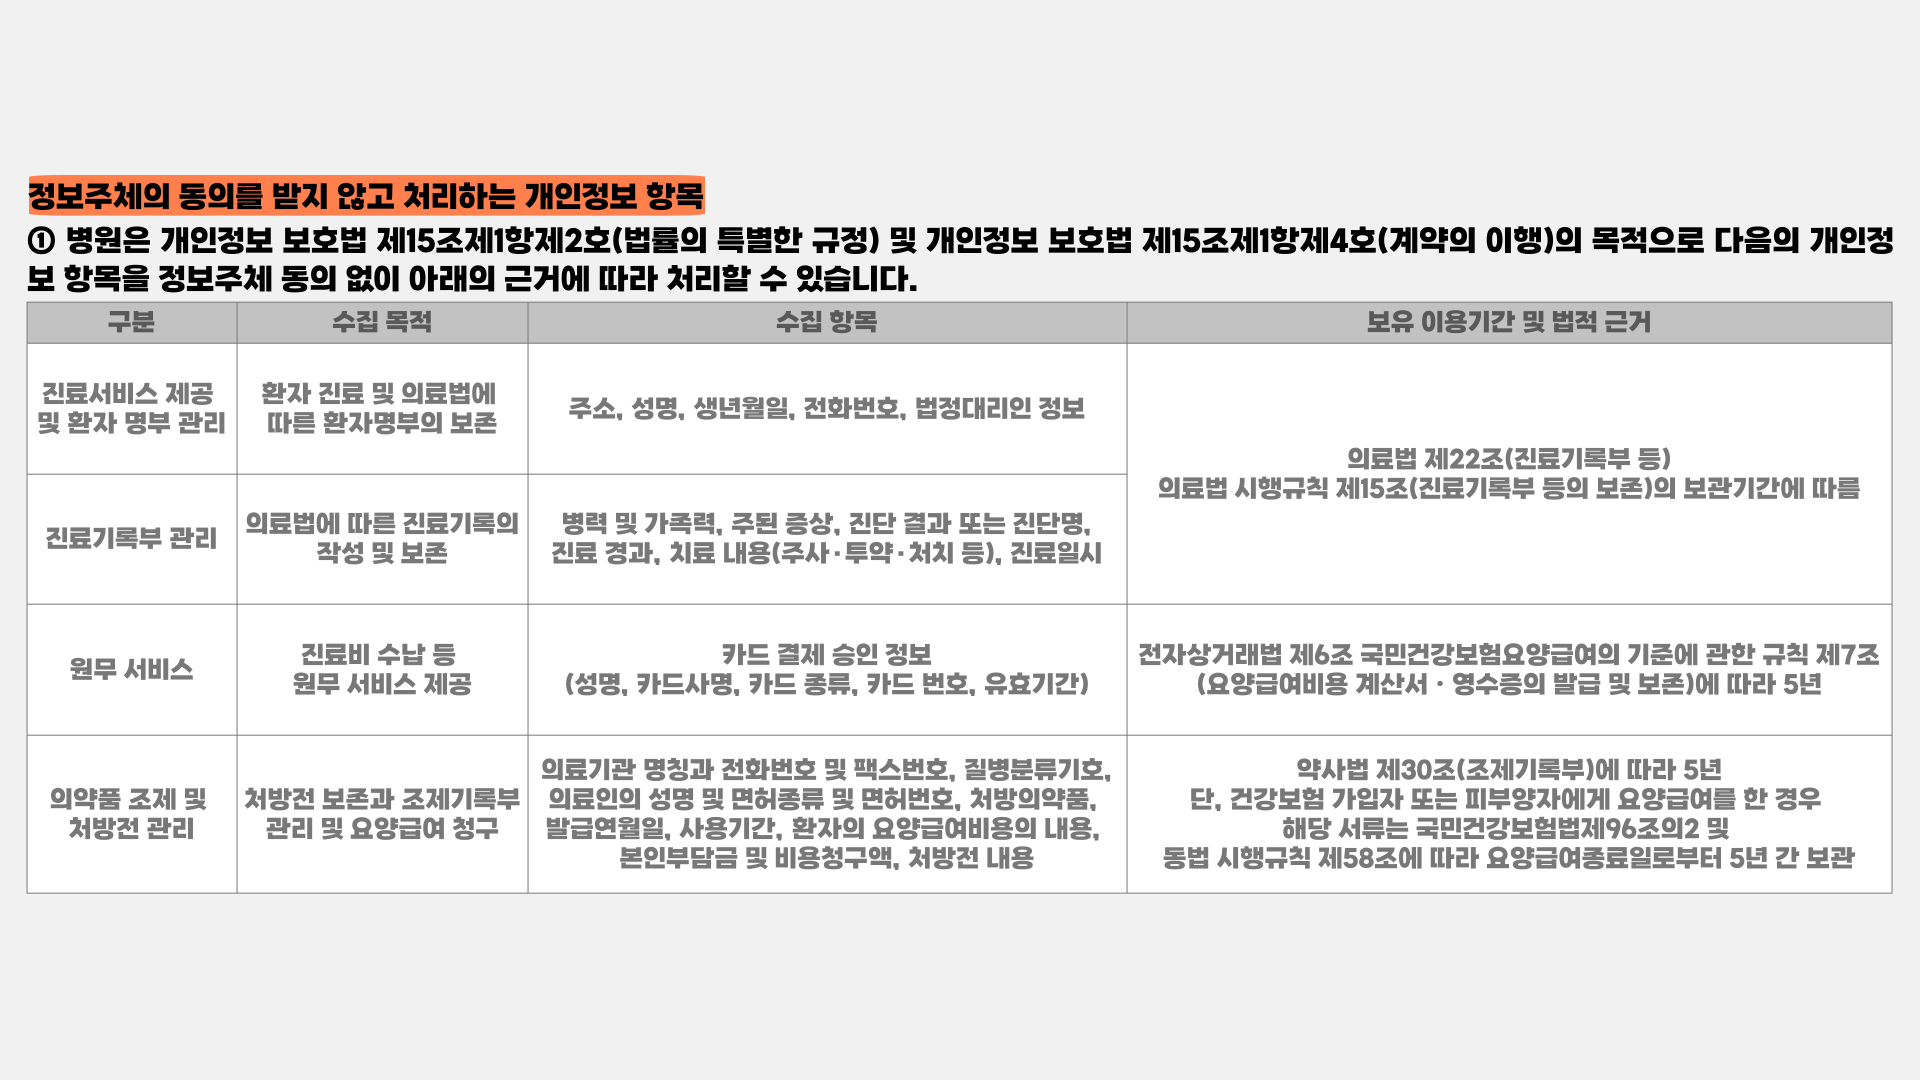 정보주체의 동의를 받지 않고 처리하는 개인정보 항목
① 병원은 개인정보 보호법 제15조제1항제2호(법률의 특별한 규정) 및 개인정보 보호법 제15조제1항제4호(계약의 이행)의 목적으로 다음의 개인정
보 항목을 정보주체 동의 없이 아래의 근거에 따라 처리할 수 있습니다.
구분
수집 목적
수집 항목
보유 이용기간 및 법적 근거
진료서비스 제공
및 환자 명부 관리
환자 진료 및 의료법에
따른 환자명부의 보존
주소, 성명, 생년월일, 전화번호, 법정대리인 정보
의료법 제22조(진료기록부 등)
의료법 시행규칙 제15조(진료기록부 등의 보존)의 보관기간에 따름
진료기록부 관리
의료법에 따른 진료기록의
작성 및 보존
병력 및 가족력, 주된 증상, 진단 결과 또는 진단명,
진료 경과, 치료 내용(주사·투약·처치 등), 진료일시
원무 서비스
진료비 수납 등
원무 서비스 제공
카드 결제 승인 정보
(성명, 카드사명, 카드 종류, 카드 번호, 유효기간)
전자상거래법 제6조 국민건강보험요양급여의 기준에 관한 규칙 제7조
(요양급여비용 계산서 · 영수증의 발급 및 보존)에 따라 5년
의약품 조제 및
처방전 관리
처방전 보존과 조제기록부
관리 및 요양급여 청구
의료기관 명칭과 전화번호 및 팩스번호, 질병분류기호,
의료인의 성명 및 면허종류 및 면허번호, 처방의약품,
발급연월일, 사용기간, 환자의 요양급여비용의 내용,
본인부담금 및 비용청구액, 처방전 내용
약사법 제30조(조제기록부)에 따라 5년
단, 건강보험 가입자 또는 피부양자에게 요양급여를 한 경우
해당 서류는 국민건강보험법제96조의2 및
동법 시행규칙 제58조에 따라 요양급여종료일로부터 5년 간 보관